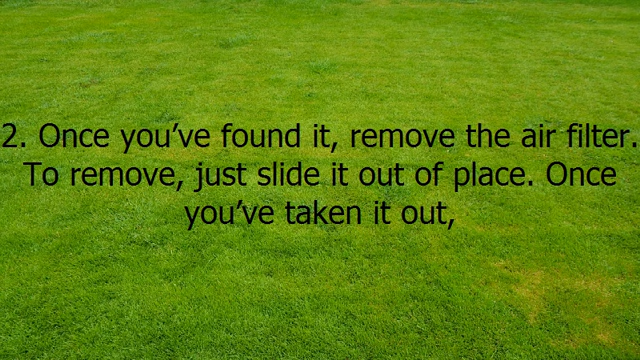 2. Once you’ve found it, remove the air filter.
To remove, just slide it out of place. Once
you’ve taken it out,